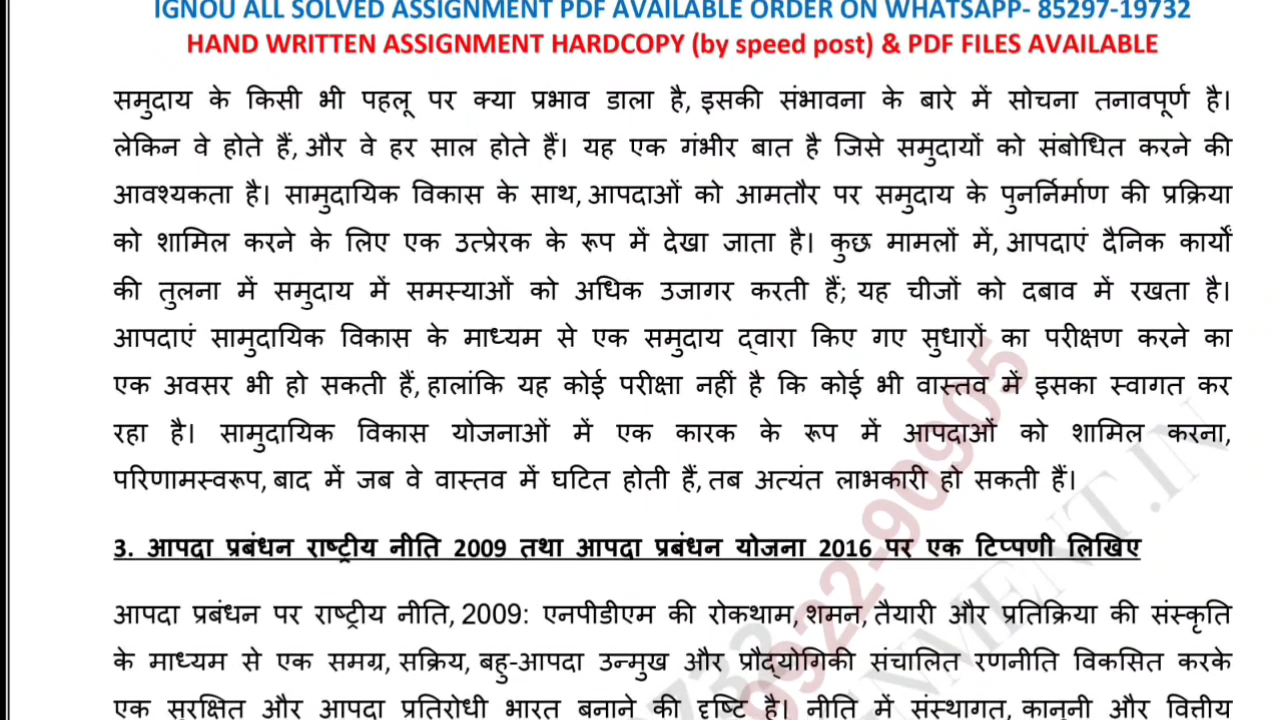 IGNOU ALL SOLVED ASSIGNMENT PDF AVAILABLE ORDER ON WHATSAPP- 85297-19732
HAND WRITTEN ASSIGNMENT HARDCOPY (by speed post) & PDF FILES AVAILABLE
समुदाय के किसी भी पहलू पर क्या प्रभाव डाला है, इसकी संभावना के बारे में सोचना तनावपूर्ण है।
लेकिन वे होते हैं, और वे हर साल होते हैं। यह एक गंभीर बात है जिसे समुदायों को संबोधित करने की
आवश्यकता है। सामुदायिक विकास के साथ, आपदाओं को आमतौर पर समुदाय के पुनर्निर्माण की प्रक्रिया
को शामिल करने के लिए एक उत्प्रेरक के रूप में देखा जाता है। कुछ मामलों में, आपदाएं दैनिक कार्यों
की तुलना में समुदाय में समस्याओं को अधिक उजागर करती हैं; यह चीजों को दबाव में रखता है।
आपदाएं सामुदायिक विकास के माध्यम से एक समुदाय द्वारा किए गए सुधारों का परीक्षण करने का
एक अवसर भी हो सकती हैं, हालांकि यह कोई परीक्षा नहीं है कि कोई भी वास्तव में इसका स्वागत कर
रहा है। सामुदायिक विकास योजनाओं में एक कारक के रूप में आपदाओं को शामिल करना,
परिणामस्वरूप, बाद में जब वे वास्तव में घटित होती हैं, तब अत्यंत लाभकारी हो सकती हैं।
3. आपदा प्रबंधन राष्ट्रीय नीति 2009 तथा आपदा प्रबंधन योजना 2016 पर एक टिप्पणी लिखिए
आपदा प्रबंधन पर राष्ट्रीय नीति, 2009: एनपीडीएम की रोकथाम, शमन, तैयारी और प्रतिक्रिया की संस्कृति
के माध्यम से एक समग्र, सक्रिय, बहु-आपदा उन्मुख और प्रौद्योगिकी संचालित रणनीति विकसित करके
एक सुरक्षित और आपदा प्रतिरोधी भारत बनाने की दृष्टि है। नीति में संस्थागत, कानूनी और वित्तीय